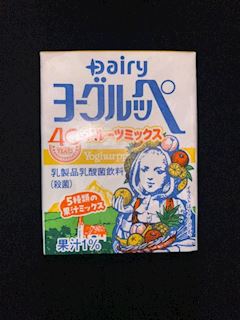 Dairy
ヨーグルッペ
フルーツミックス
Yoghurppe
乳製品乳酸菌飲料
(殺菌)
5種類の
果汁ミックス
果汁1%